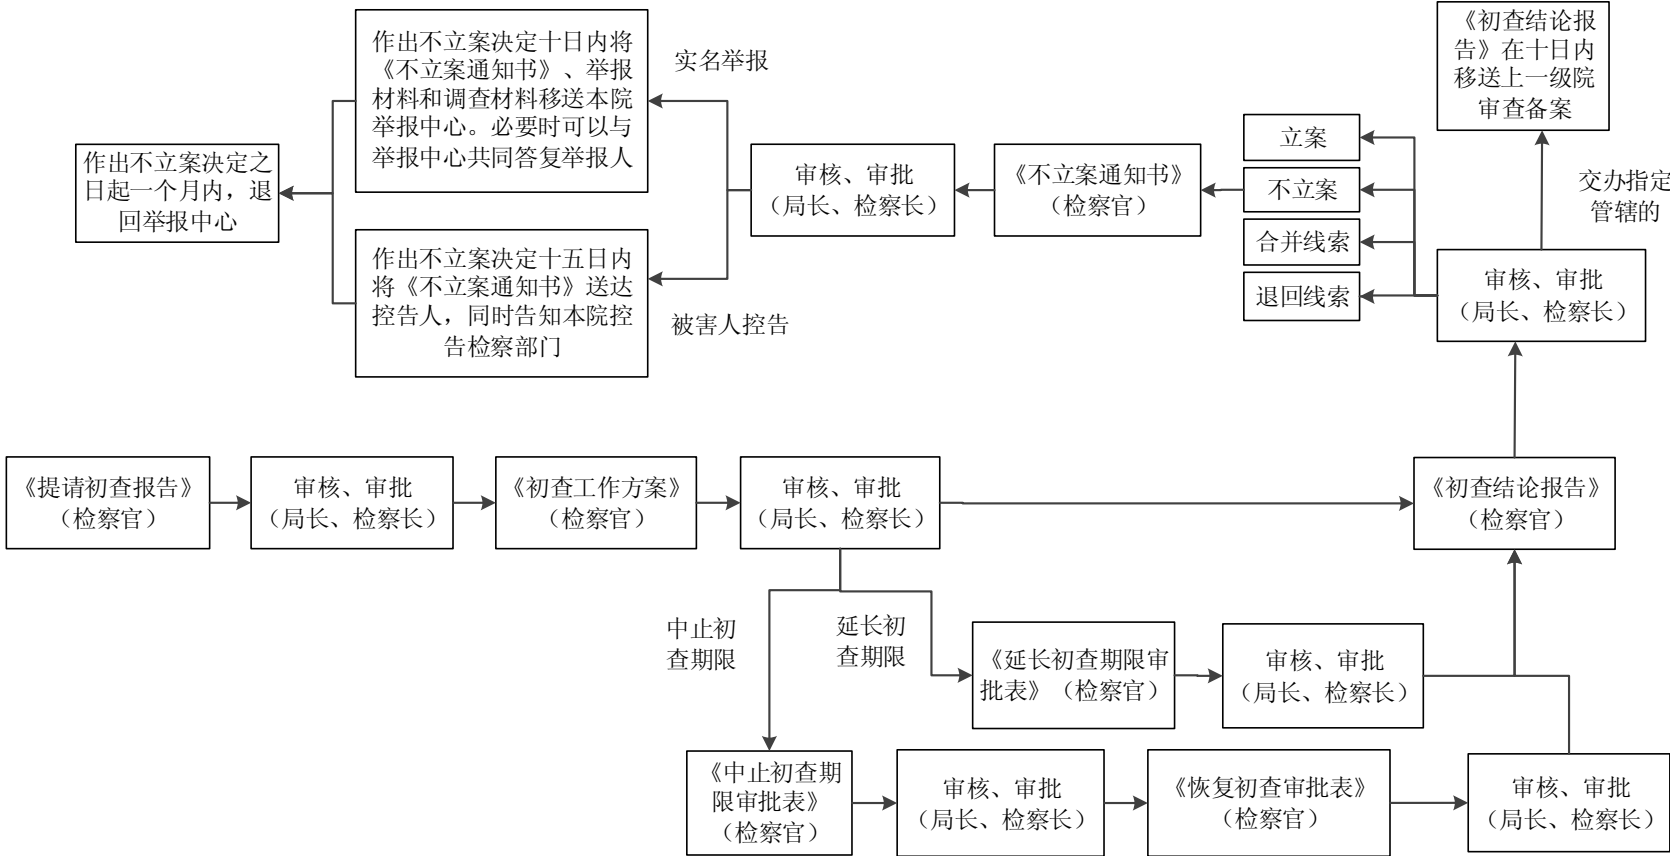 作出不立案决定十日内将
《不立案通知书》、举报
材料和调查材料移送本院
举报中心。必要时可以与
举报中心共同答复举报人
实名举报
《初查结论报
告》在十日内
移送上一级院
审查备案
作出不立案决定之
日起一个月内，退
回举报中心
审核、审批
（局长、检察长）
《不立案通知书》
（检察官）
立案
不立案
合并线索
退回线索
交办指定
管辖的
作出不立案决定十五日内
将《不立案通知书》送达
控告人，同时告知本院控
告检察部门
被害人控告
审核、审批
（局长、检察长）
《提请初查报告》
（检察官）
审核、审批
（局长、检察长）
《初查工作方案》
（检察官）
审核、审批
（局长、检察长）
《初查结论报告》
（检察官）
中止初
查期限
延长初
查期限
《延长初查期限审
批表》（检察官）
审核、审批
（局长、检察长）
《中止初查期
限审批表》
（检察官）
审核、审批
（局长、检察长）
《恢复初查审批表》
（检察官）
审核、审批
（局长、检察长）